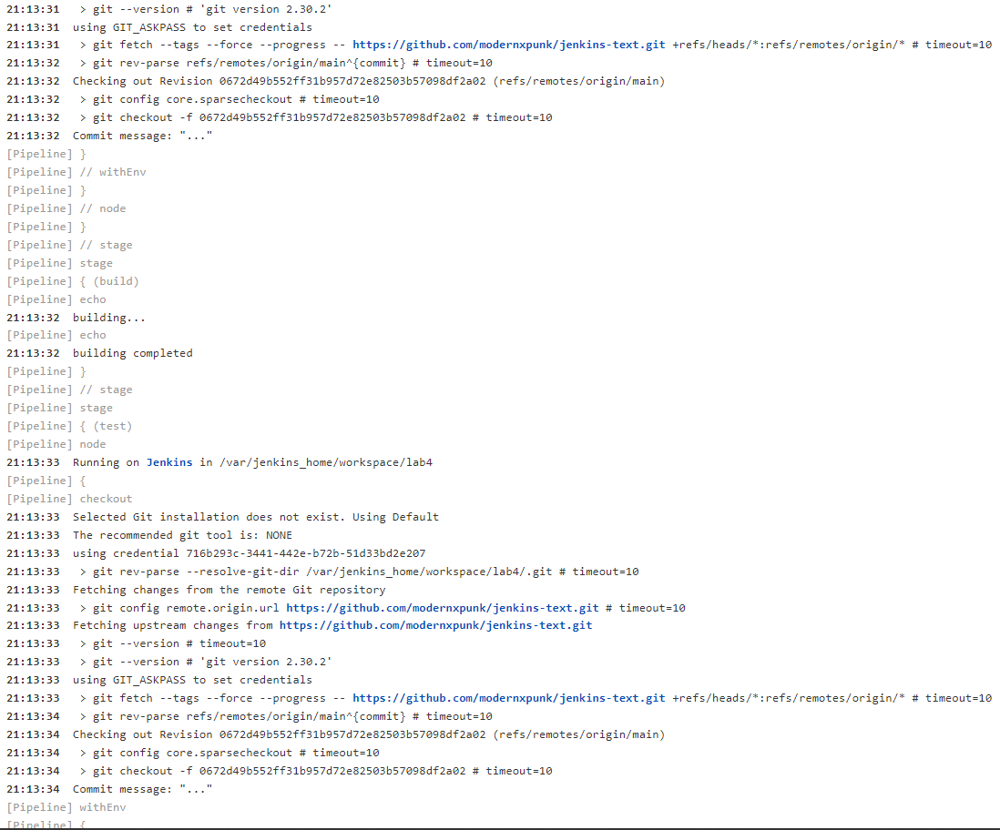 21:13:31 > git --version # 'git version 2.30.2'
21:13:31 using GIT_ASKPASS to set credentials
21:13:31 > git fetch --tags --force --progress -- https://github.com/modernxpunk/jenkins-text.git +refs/heads/*:refs/remotes/origin/* # timeout=10
21:13:32 > git rev-parse refs/remotes/origin/main^{commit} # timeout=10
21:13:32 Checking out Revision 0672d49b552ff31b957d72e82503b57098df2a02 (refs/remotes/origin/main)
21:13:32 > git config core.sparsecheckout # timeout=10
21:13:32 > git checkout -f 0672d49b552ff31b957d72e82503b57098df2a02 # timeout=10
21:13:32 Commit message: "..."
[Pipeline] }
[Pipeline] // withEnv
[Pipeline] }
[Pipeline] // node
[Pipeline] }
[Pipeline] // stage
[Pipeline] stage
[Pipeline] { (build)
[Pipeline] echo
21:13:32 building...
[Pipeline] echo
21:13:32 building completed
[Pipeline] }
[Pipeline] // stage
[Pipeline] stage
[Pipeline] { (test)
[Pipeline] node
21:13:33 Running on Jenkins in /var/jenkins_home/workspace/lab4
[Pipeline] {
[Pipeline] checkout
21:13:33 Selected Git installation does not exist. Using Default
21:13:33 The recommended git tool is: NONE
21:13:33 using credential 716b293c-3441-442e-b72b-51d33bd2e207
21:13:33 > git rev-parse --resolve-git-dir /var/jenkins_home/workspace/lab4/.git # timeout=10
21:13:33 Fetching changes from the remote Git repository
21:13:33 > git config remote.origin.url https://github.com/modernxpunk/jenkins-text.git # timeout=10
21:13:33 Fetching upstream changes from https://github.com/modernxpunk/jenkins-text.git
21:13:33 > git --version # timeout=10
21:13:33 > git --version # 'git version 2.30.2'
21:13:33 using GIT_ASKPASS to set credentials
21:13:33 > git fetch --tags --force --progress -- https://github.com/modernxpunk/jenkins-text.git +refs/heads/*:refs/remotes/origin/* # timeout=10
21:13:34 > git rev-parse refs/remotes/origin/main^{commit} # timeout=10
21:13:34 Checking out Revision 0672d49b552ff31b957d72e82503b57098df2a02 (refs/remotes/origin/main)
21:13:34 > git config core.sparsecheckout # timeout=10
21:13:34 > git checkout -f 0672d49b552ff31b957d72e82503b57098df2a02 # timeout=10
21:13:34 Commit message: "..."
[Pipeline] withEnv
[Pipeline] {